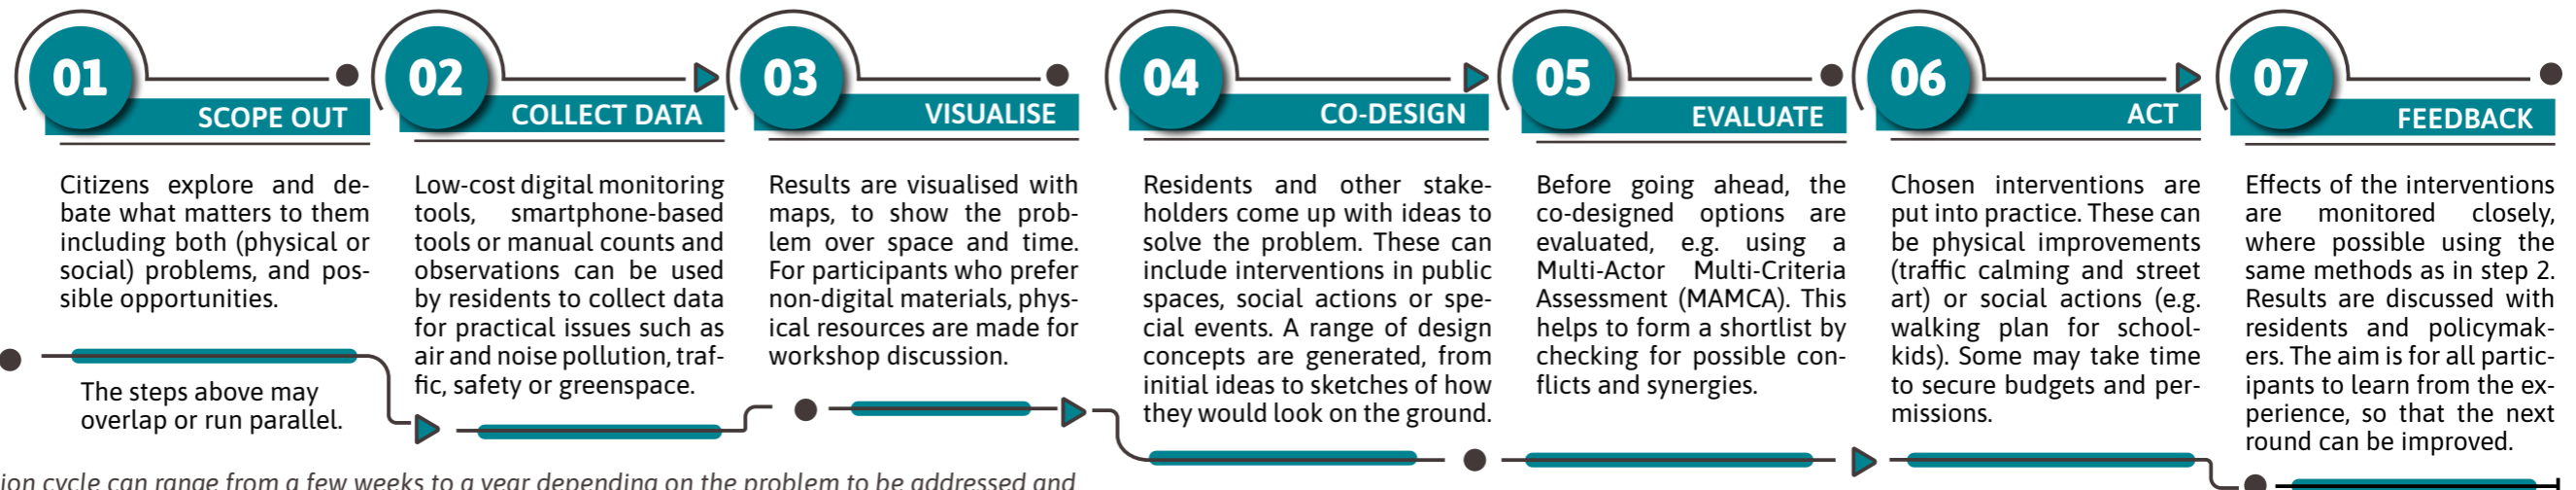 01
SCOPE OUT
Citizens explore and de-
bate what matters to them
including both (physical or
social) problems, and pos-
sible opportunities.
The steps above may
overlap or run parallel.
02
COLLECT DATA
Low-cost digital monitoring
tools, smartphone-based
tools or manual counts and
observations can be used
by residents to collect data
for practical issues such as
air and noise pollution, traf-
fic, safety or greenspace.
03
VISUALISE
Results are visualised with
maps, to show the prob-
lem over space and time.
For participants who prefer
non-digital materials, phys-
ical resources are made for
workshop discussion.
04
CO-DESIGN
Residents and other stake-
holders come up with ideas to
solve the problem. These can
include interventions in public
spaces, social actions or spe-
cial events. A range of design
concepts are generated, from
initial ideas to sketches of how
they would look on the ground.
05
EVALUATE
Before going ahead, the
co-designed options are
evaluated, e.g. using a
Multi-Actor Multi-Criteria
Assessment (MAMCA). This
helps to form a shortlist by
checking for possible con-
flicts and synergies.
06
ACT
Chosen interventions are
put into practice. These can
be physical improvements
(traffic calming and street
art) or social actions (e.g.
walking plan for school-
kids). Some may take time
to secure budgets and per-
missions.
07
FEEDBACK
Effects of the interventions
are monitored closely,
where possible using the
same methods as in step 2.
Results are discussed with
residents and policymak-
ers. The aim is for all partic-
ipants to learn from the ex-
perience, so that the next
round can be improved.
ion cycle can range from a few weeks to a year depending on the problem to be addressed and